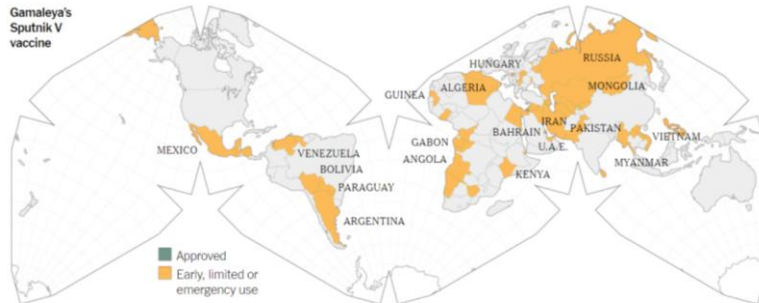 Gamaleya's
Sputnik V
vaccine
RUSSIA
HUNGARY
MONGOLIA
ALGERIA
GUINEA
IRAN
BAHRAIN
PAKISTAN
VIETNAM
GABON
U.A.E.
MEXICO
VENEZUELA
ANGOLA
MYANMAR
BOLIVIA
KENYA
PARAGUAY
ARGENTINA
Approved
Early, limited or
emergency use